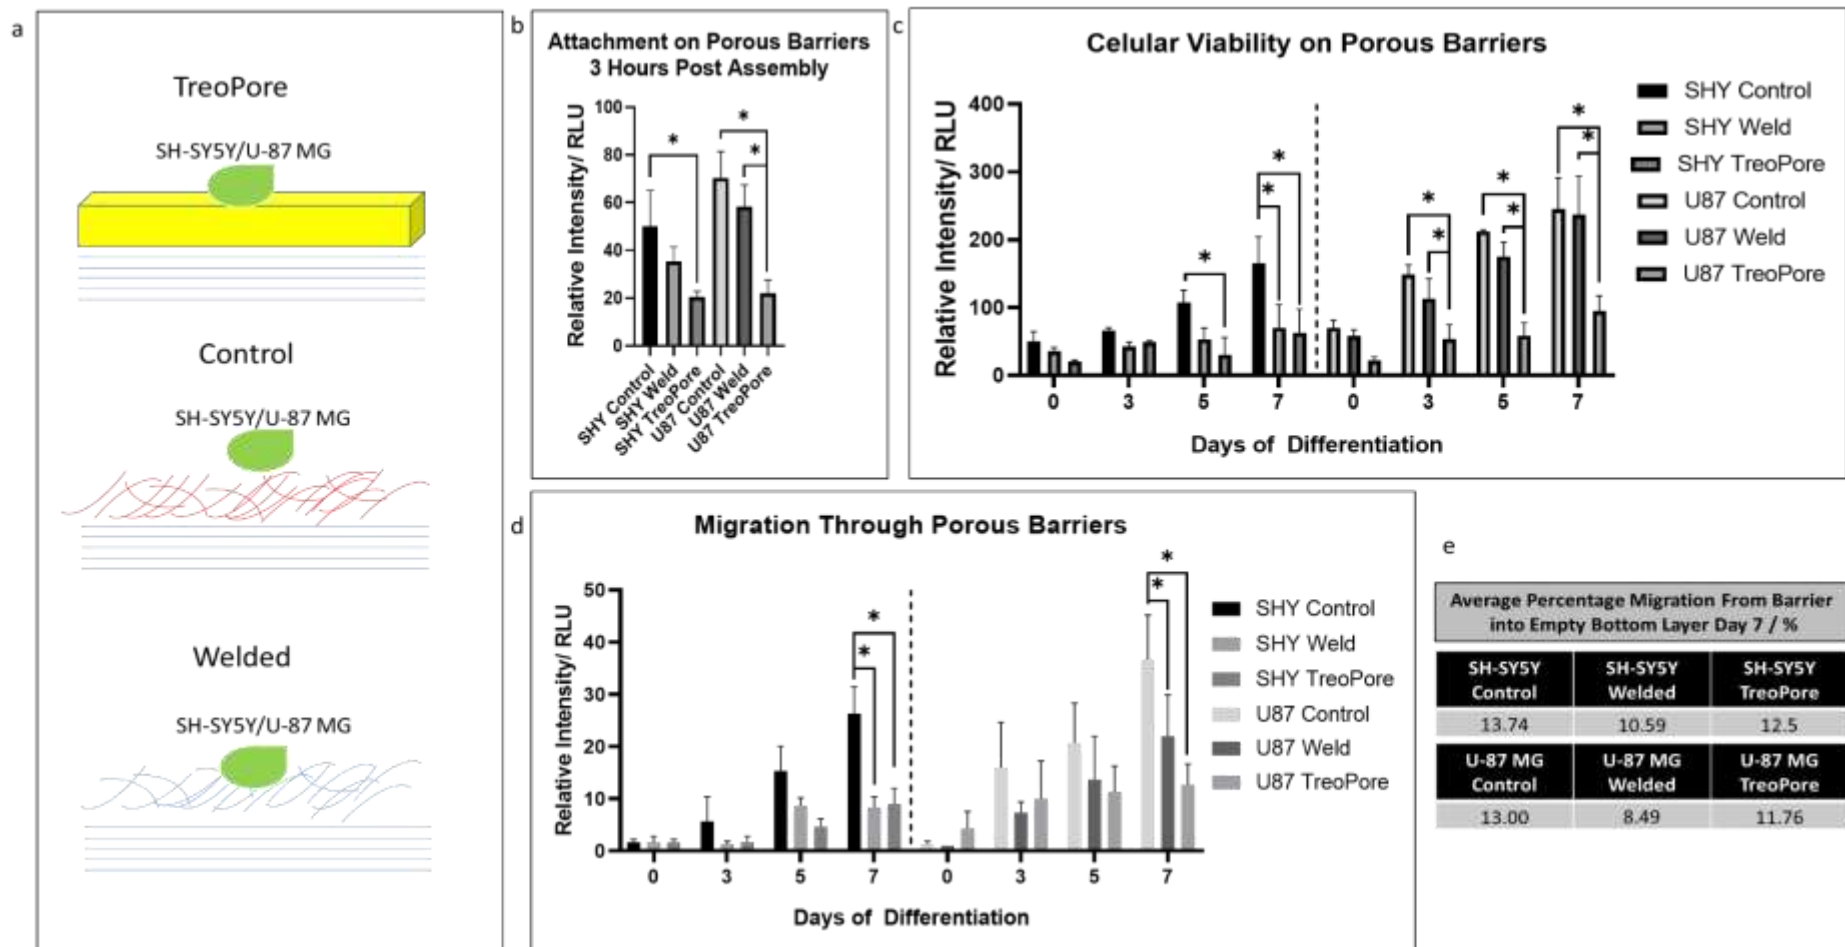 a
TreoPore
SH-SY5Y/U-87 MG
Control
SH-SY5Y/U-87 MG
Welded
SH-SY5Y/U-87 MG
b
Attachment on Porous Barriers
3 Hours Post Assembly
Relative Intensity/ RLU
100
80
60
40
20
0
*
*
*
SHY Control
SHY Weld
SHY TreoPore
U87 Control
U87 Weld
U87 TreoPore
c
Celular Viability on Porous Barriers
Relative Intensity/ RLU
400
300
200
100
0
*
*
*
*
*
*
*
*
*
0 3 5 7 0 3 5 7
Days of Differentiation
SHY Control
SHY Weld
SHY TreoPore
U87 Control
U87 Weld
U87 TreoPore
d
Migration Through Porous Barriers
Relative Intensity/ RLU
50
40
30
20
10
0
*
*
*
*
0 3 5 7 0 3 5 7
Days of Differentiation
SHY Control
SHY Weld
SHY TreoPore
U87 Control
U87 Weld
U87 TreoPore
e
Average Percentage Migration From Barrier
into Empty Bottom Layer Day 7 / %
SH-SY5Y SH-SY5Y SH-SY5Y
Control Welded TreoPore
13.74 10.59 12.5
U-87 MG U-87 MG U-87 MG
Control Welded TreoPore
13.00 8.49 11.76